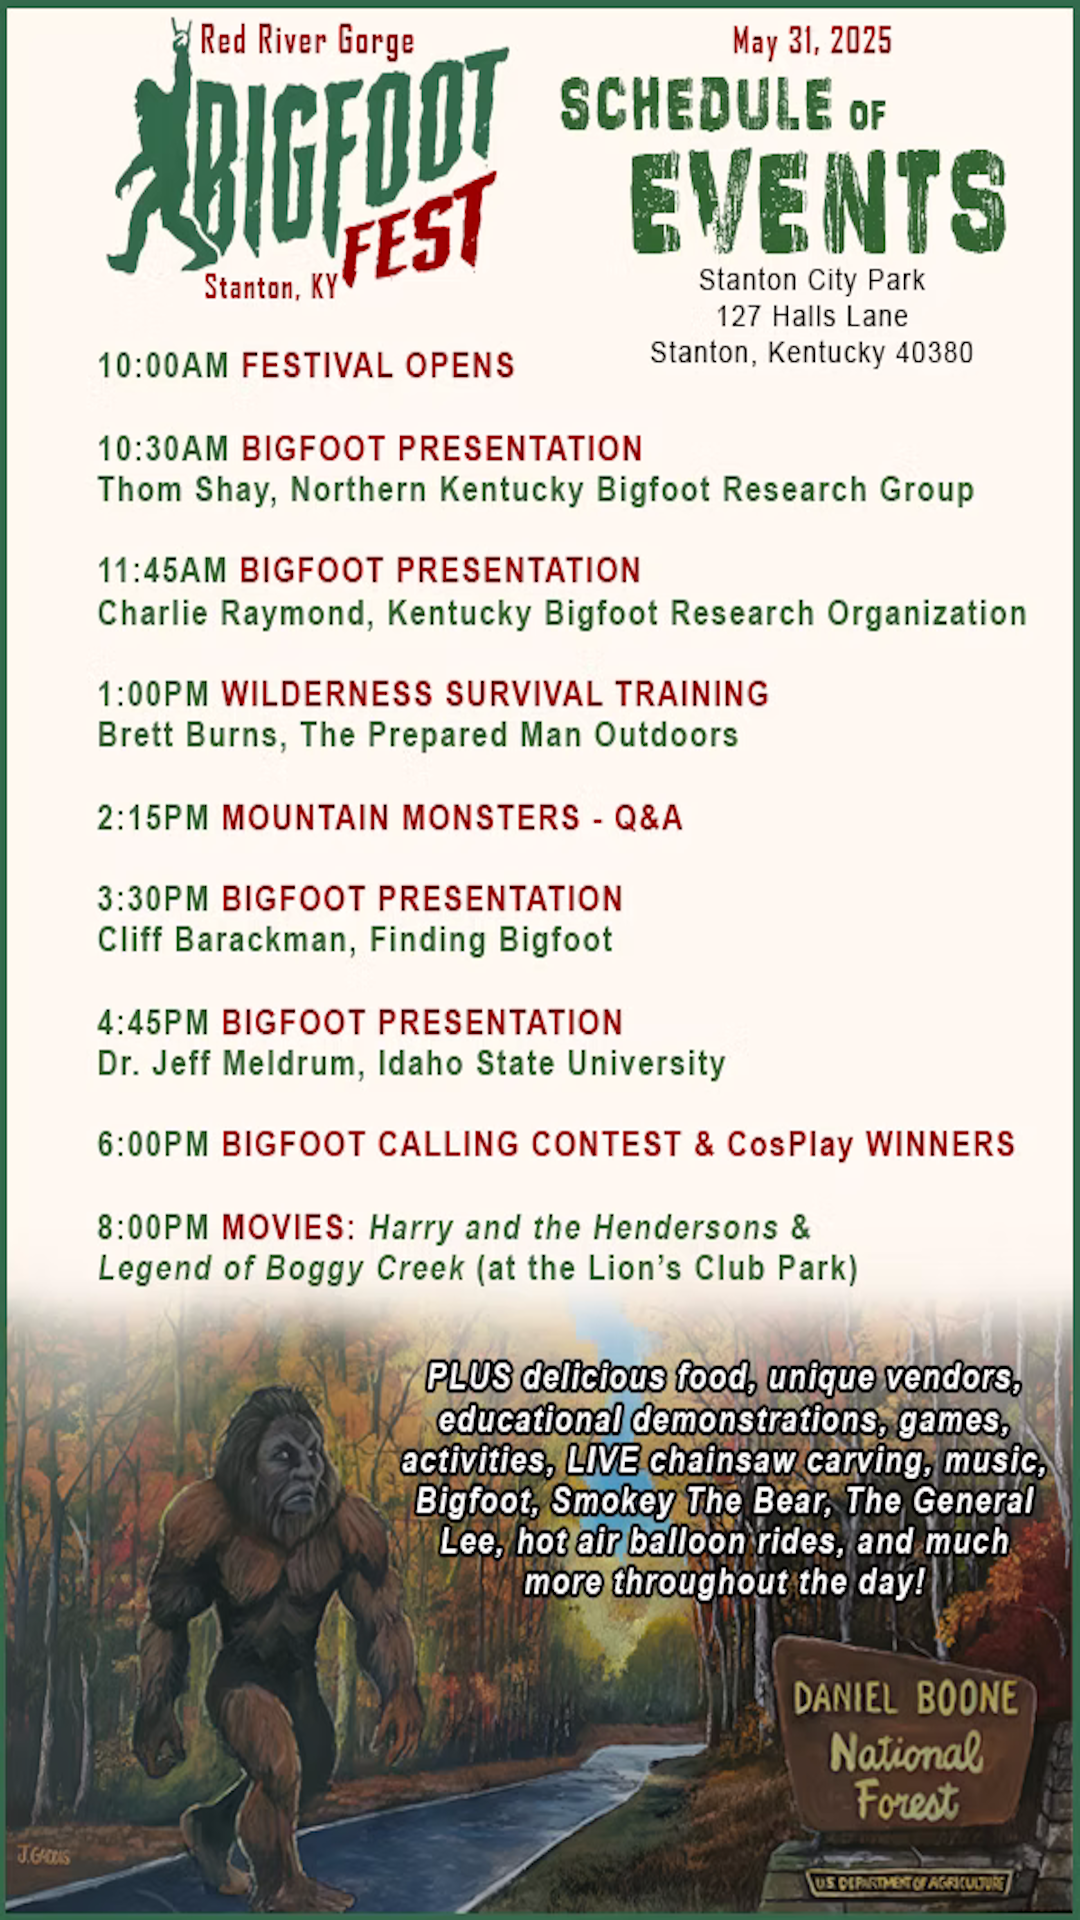 Red River Gorge
BIGFOOT
FEST
Stanton, KY
May 31, 2025
SCHEDULE OF
EVENTS
Stanton City Park
127 Halls Lane
Stanton, Kentucky 40380
10:00AM FESTIVAL OPENS
10:30AM BIGFOOT PRESENTATION
Thom Shay, Northern Kentucky Bigfoot Research Group
11:45AM BIGFOOT PRESENTATION
Charlie Raymond, Kentucky Bigfoot Research Organization
1:00PM WILDERNESS SURVIVAL TRAINING
Brett Burns, The Prepared Man Outdoors
2:15PM MOUNTAIN MONSTERS - Q&A
3:30PM BIGFOOT PRESENTATION
Cliff Barackman, Finding Bigfoot
4:45PM BIGFOOT PRESENTATION
Dr. Jeff Meldrum, Idaho State University
6:00PM BIGFOOT CALLING CONTEST & CosPlay WINNERS
8:00PM MOVIES: Harry and the Hendersons &
Legend of Boggy Creek (at the Lion's Club Park)
PLUS delicious food, unique vendors,
educational demonstrations, games,
activities, LIVE chainsaw carving, music,
Bigfoot, Smokey The Bear, The General
Lee, hot air balloon rides, and much
more throughout the day!
DANIEL BOONE
National
Forest
U.S. DEPARTMENT OF AGRICULTURE
J. GADDIS